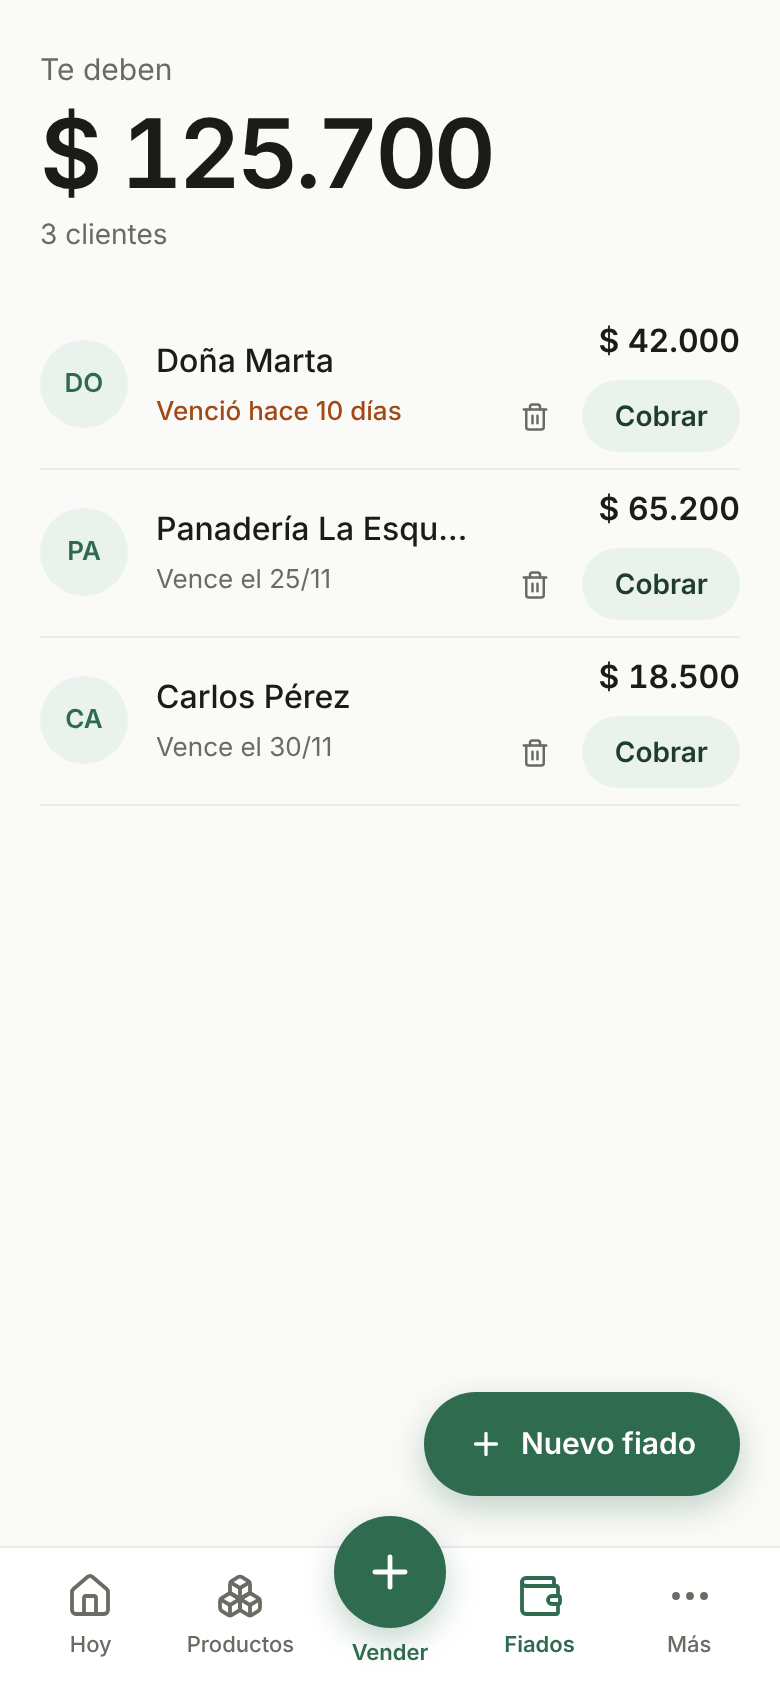 Te deben
$ 125.700
3 clientes
DO
Doña Marta
Venció hace 10 días
$ 42.000
Cobrar
PA
Panadería La Esqu...
Vence el 25/11
$ 65.200
Cobrar
CA
Carlos Pérez
Vence el 30/11
$ 18.500
Cobrar
+ Nuevo fiado
Hoy
Productos
Vender
Fiados
Más